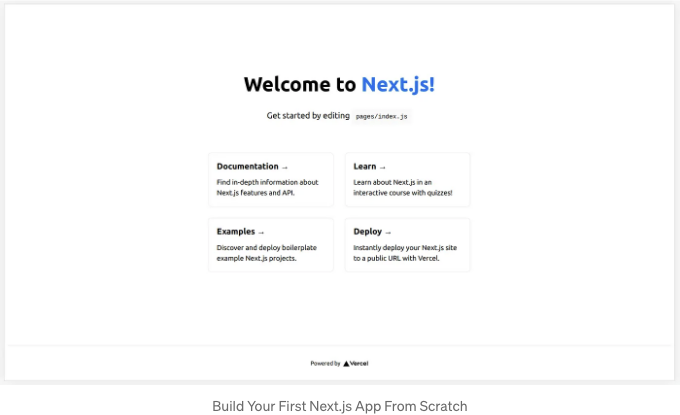 Welcome to Next.js!
Get started by editing pages/index.js
Documentation →
Find in-depth information about
Next.js features and API.
Learn →
Learn about Next.js in an
interactive course with quizzes!
Examples →
Discover and deploy boilerplate
example Next.js projects.
Deploy →
Instantly deploy your Next.js site
to a public URL with Vercel.
Powered by ▲Vercel
Build Your First Next.js App From Scratch